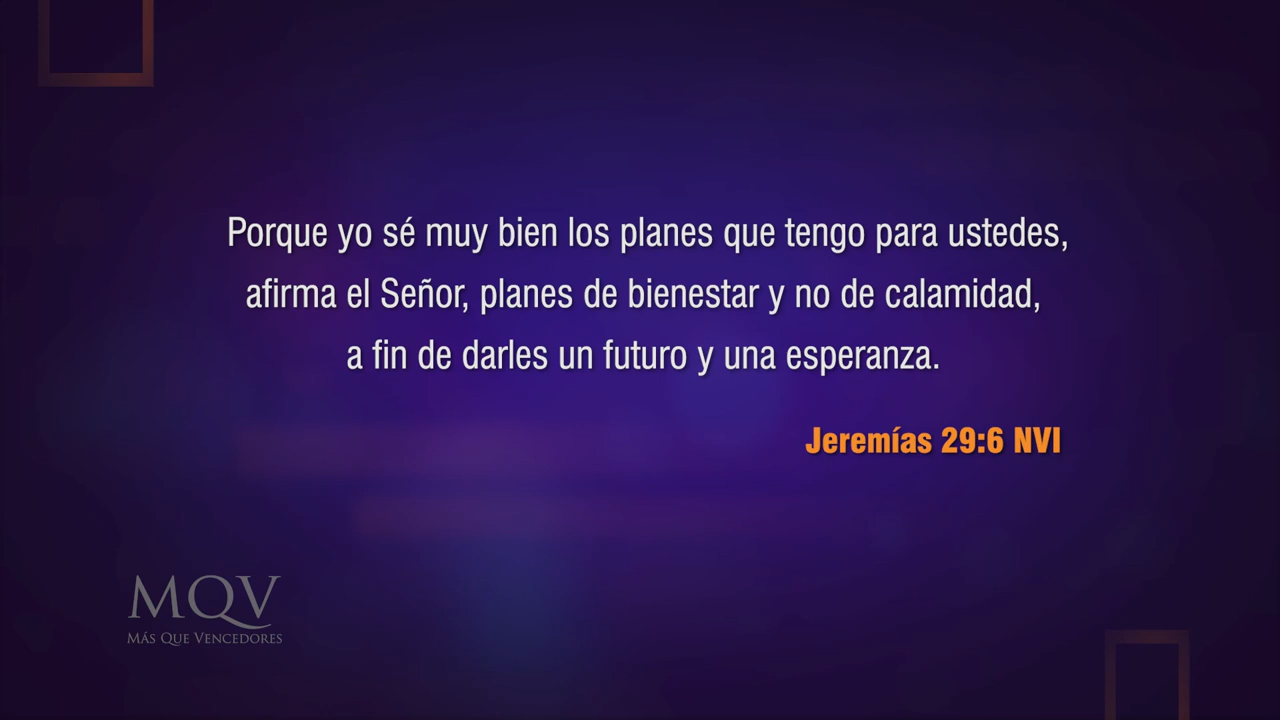 Porque yo sé muy bien los planes que tengo para ustedes,
afirma el Señor, planes de bienestar y no de calamidad,
a fin de darles un futuro y una esperanza.
Jeremías 29:6 NVI
MQV
MÁS QUE VENCEDORES